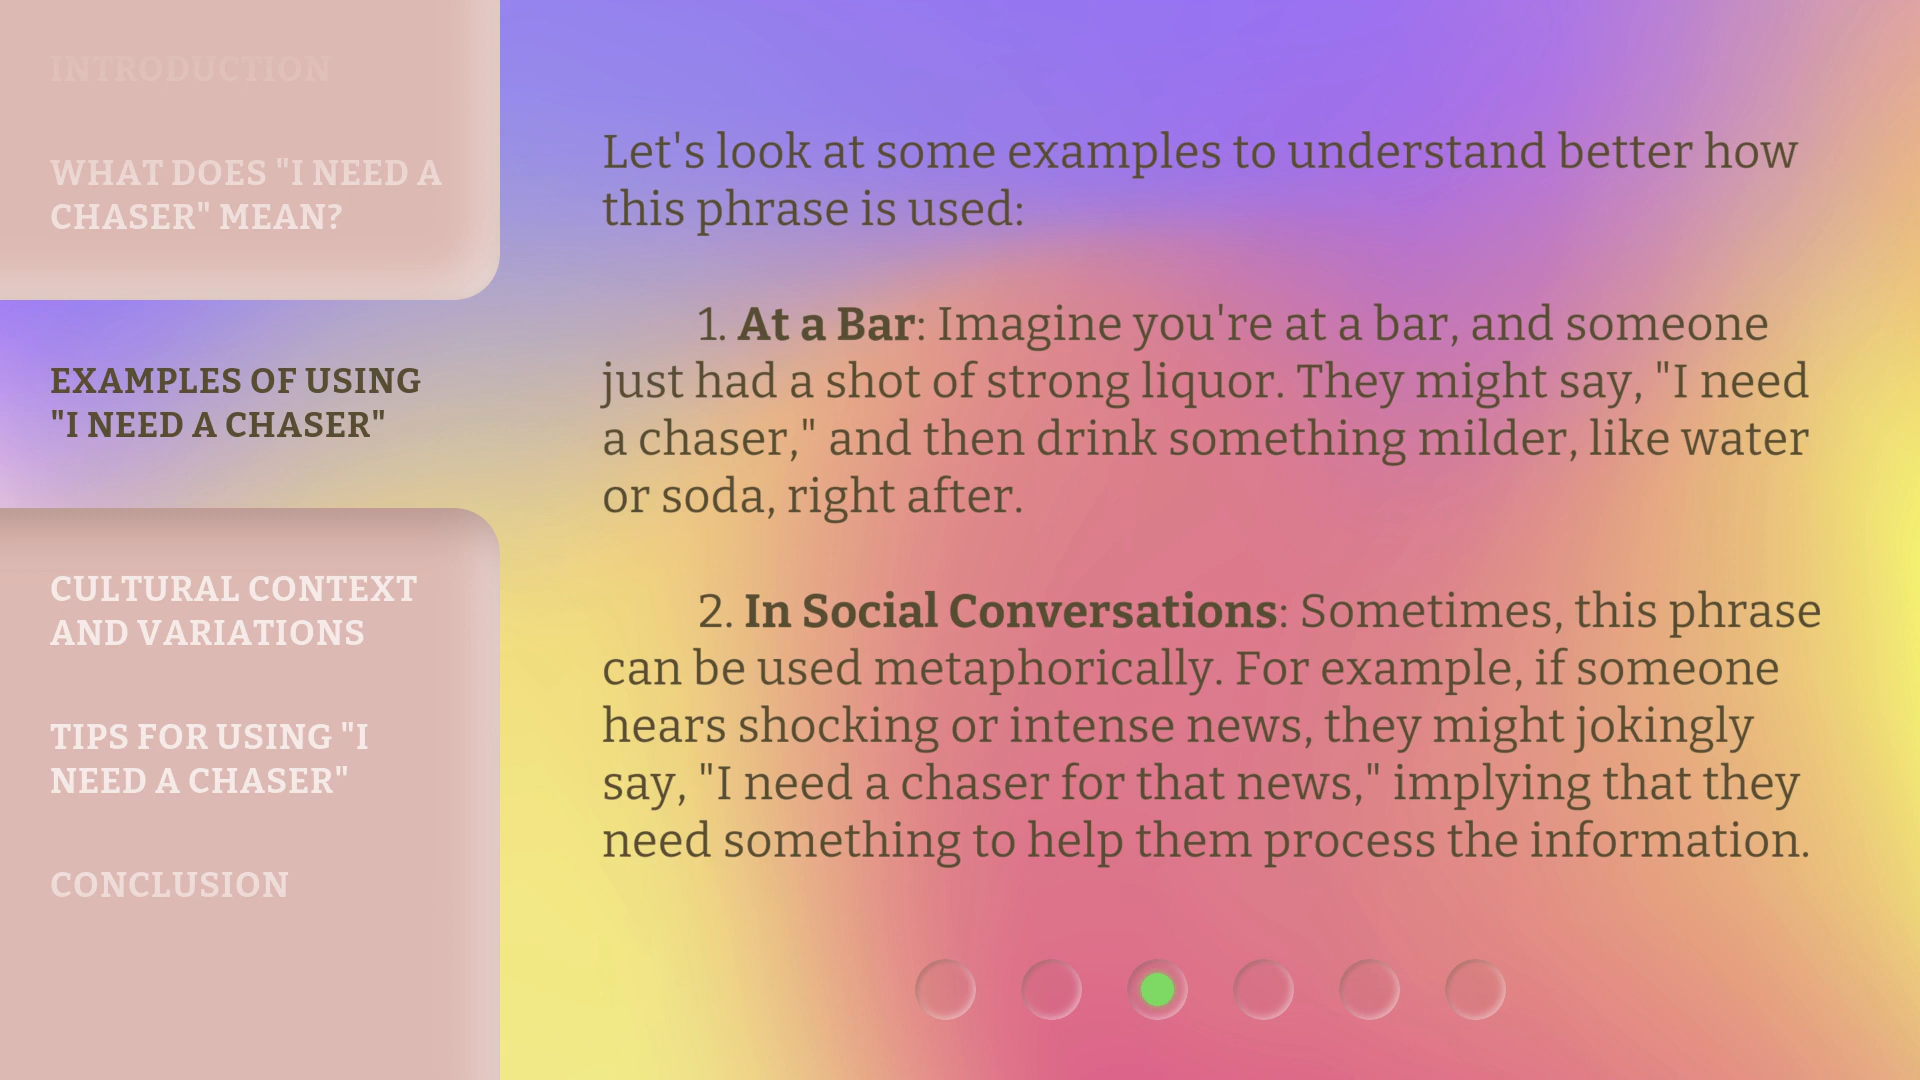 INTRODUCTION
WHAT DOES "I NEED A
CHASER" MEAN?
EXAMPLES OF USING
"I NEED A CHASER"
CULTURAL CONTEXT
AND VARIATIONS
TIPS FOR USING "I
NEED A CHASER"
CONCLUSION
Let's look at some examples to understand better how
this phrase is used:
1. At a Bar: Imagine you're at a bar, and someone
just had a shot of strong liquor. They might say, "I need
a chaser," and then drink something milder, like water
or soda, right after.
2. In Social Conversations: Sometimes, this phrase
can be used metaphorically. For example, if someone
hears shocking or intense news, they might jokingly
say, "I need a chaser for that news," implying that they
need something to help them process the information.